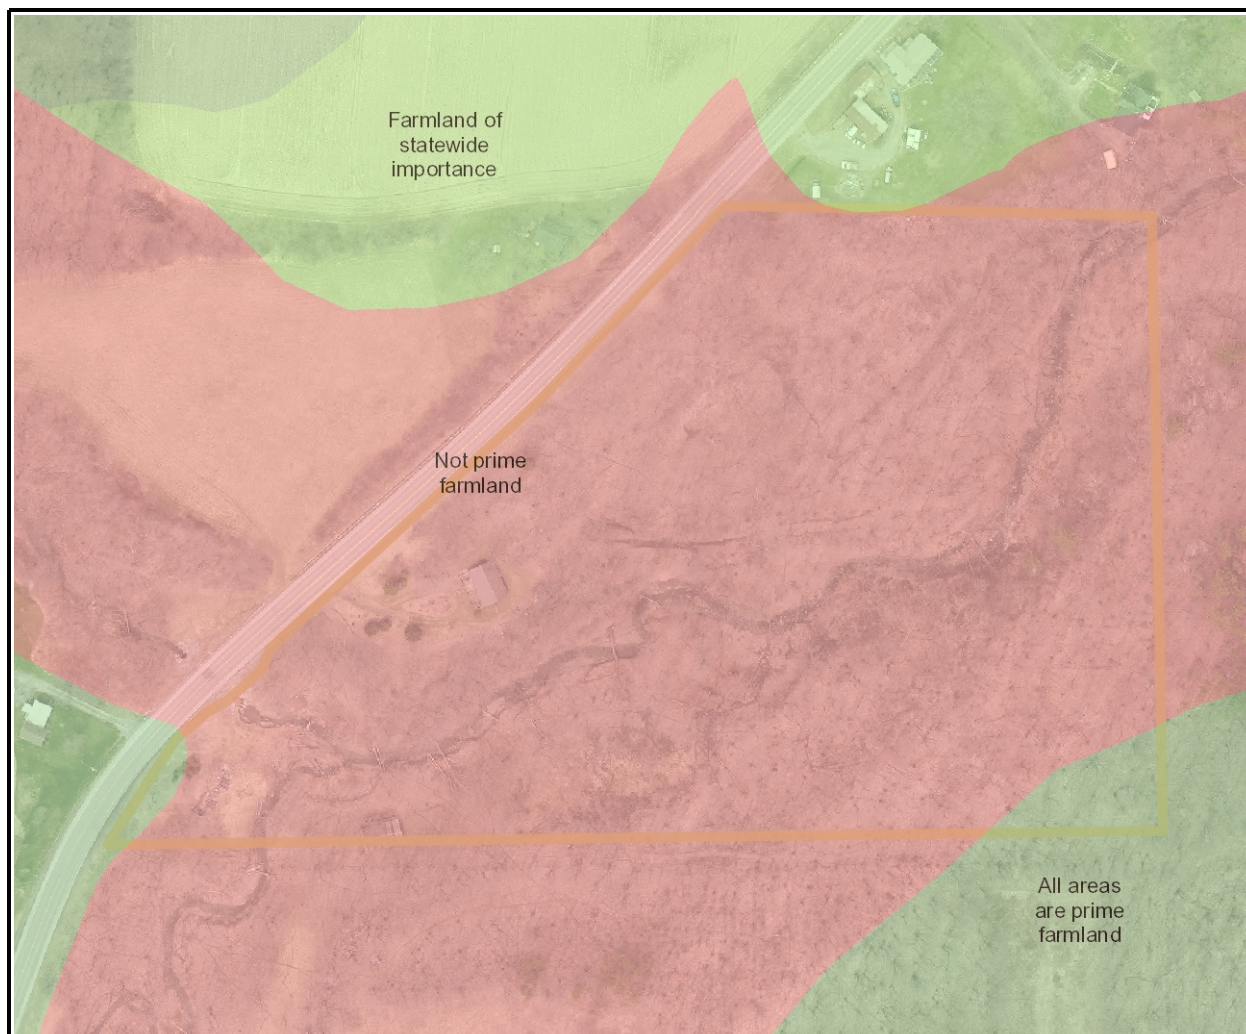 Farmland of
statewide
importance
Not prime
farmland
All areas
are prime
farmland